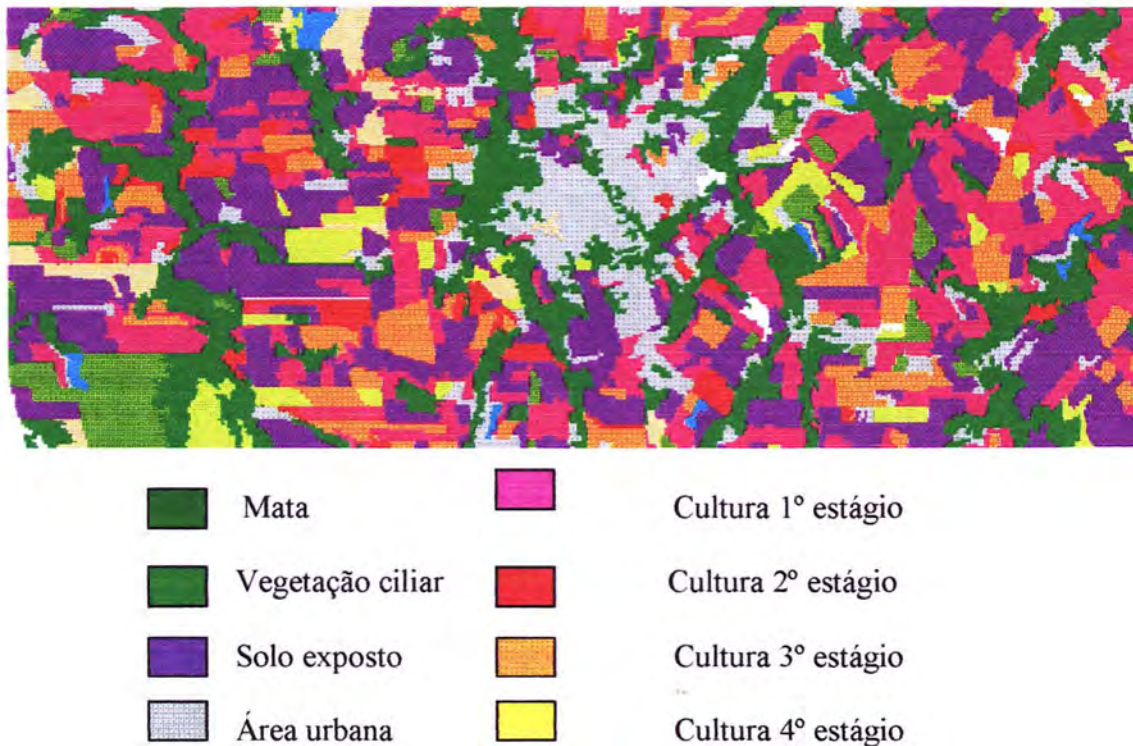 Mata
Cultura 1º estágio
Vegetação ciliar
Cultura 2º estágio
Solo exposto
Cultura 3º estágio
Área urbana
Cultura 4º estágio